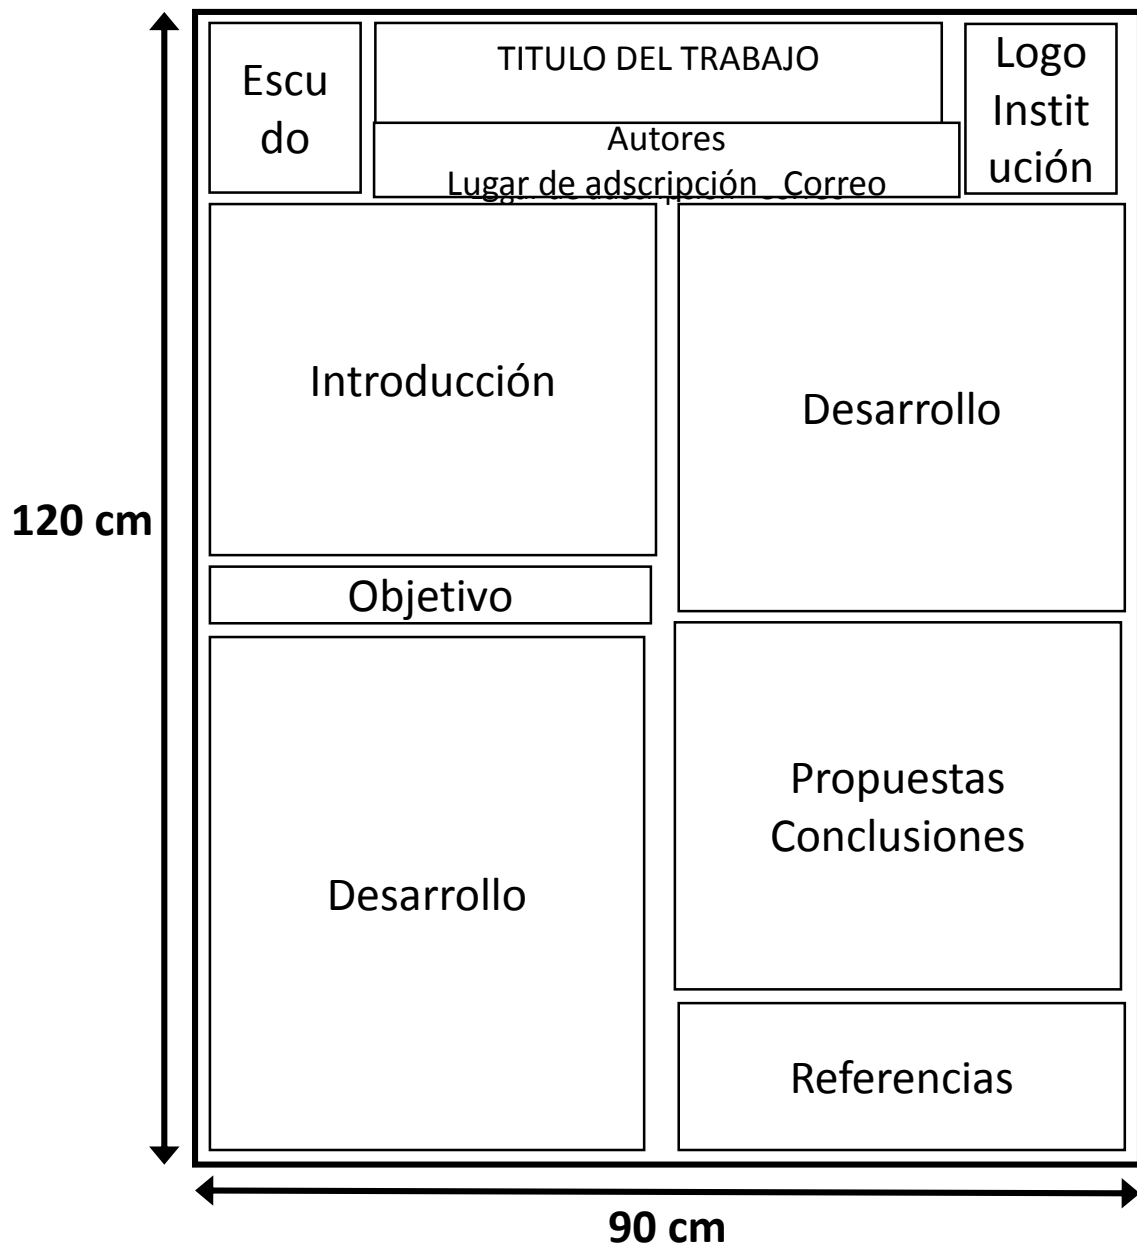 Escu
do
TITULO DEL TRABAJO
Autores
Lugar de adscripción Correo
Logo
Instit
ución
Introducción
Objetivo
Desarrollo
Desarrollo
Propuestas
Conclusiones
Referencias
120 cm
90 cm